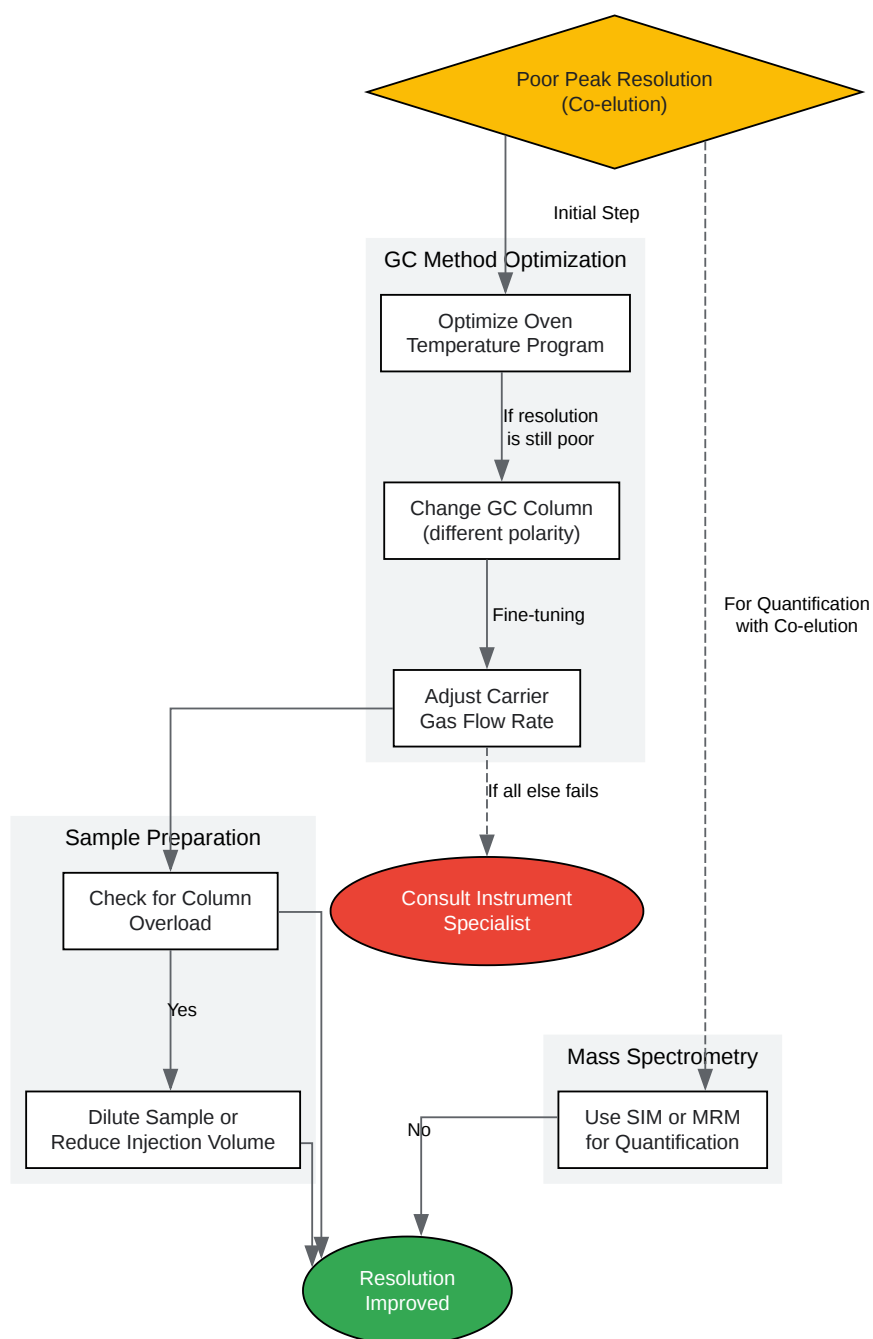 Poor Peak Resolution
(Co-elution)
Initial Step
GC Method Optimization
Optimize Oven
Temperature Program
If resolution
is still poor
Change GC Column
(different polarity)
For Quantification
with Co-elution
Fine-tuning
Adjust Carrier
Gas Flow Rate
If all else fails
Sample Preparation
Check for Column
Overload
Consult Instrument
Specialist
Yes
Mass Spectrometry
Dilute Sample or
Reduce Injection Volume
No
Use SIM or MRM
for Quantification
Resolution
Improved